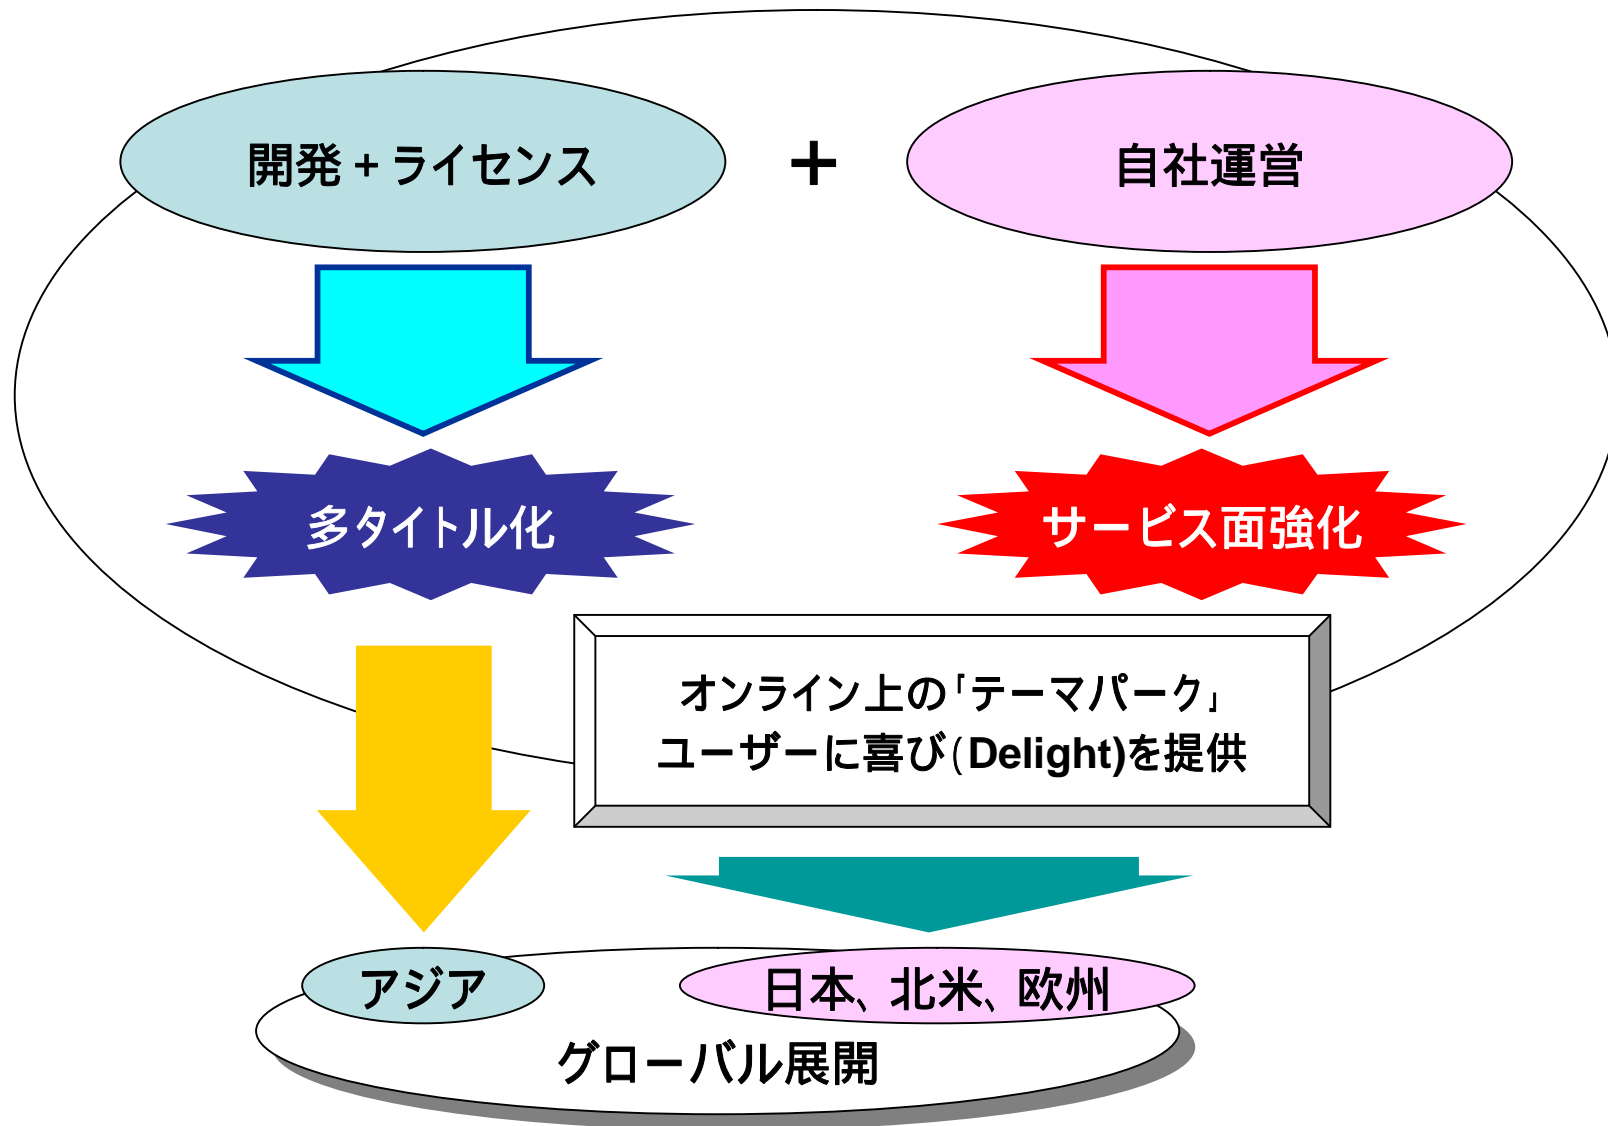 開発+ライセンス
+
自社運営
多タイトル化
サービス面強化
オンライン上の「テーマパーク」
ユーザーに喜び(Delight)を提供
アジア
日本、北米、欧州
グローバル展開